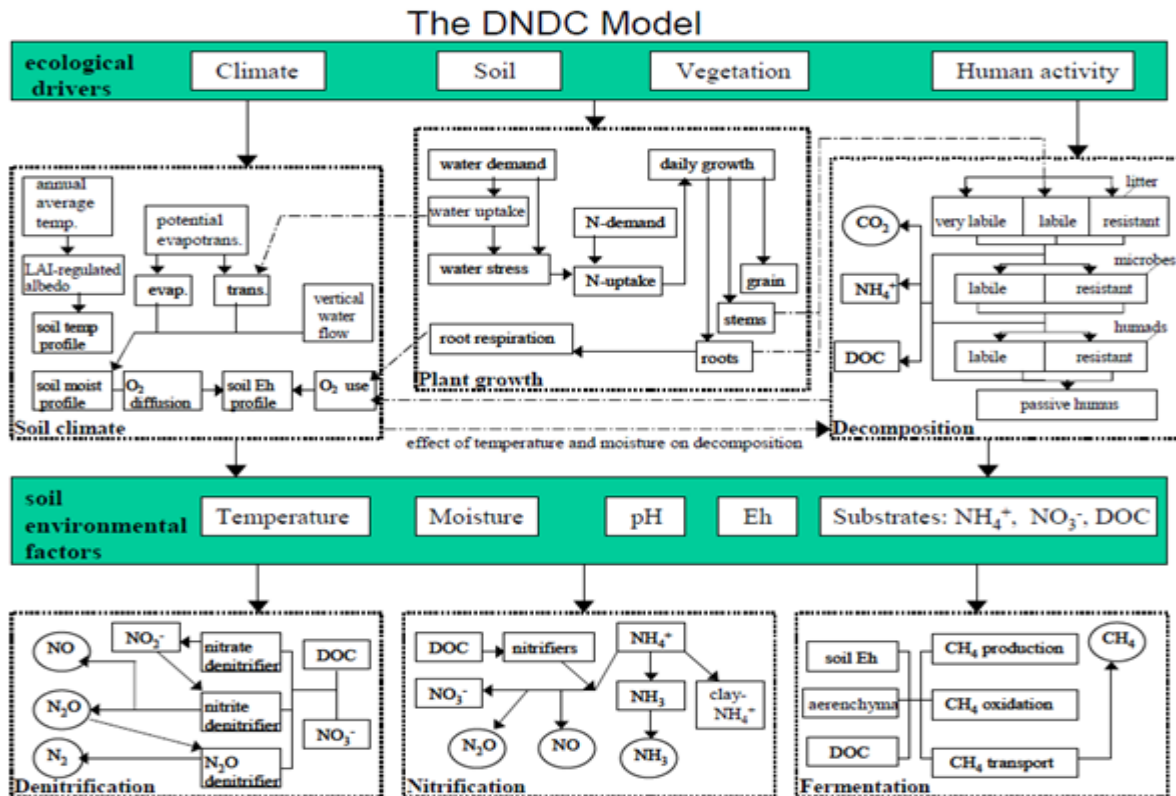 The DNDC Model
ecological
drivers
Climate
Soil
Vegetation
Human activity
annual
average
temp.
potential
evapotrans.
LAI-regulated
albedo
evap.
trans.
vertical
water
flow
soil temp
profile
soil moist
profile
O₂
diffusion
soil Eh
profile
O₂ use
Soil climate
water demand
daily growth
water uptake
N-demand
water stress
N-uptake
grain
stems
root respiration
roots
Plant growth
litter
very labile
labile
resistant
CO₂
microbes
labile
resistant
NH₄⁺
humads
labile
resistant
DOC
passive humus
Decomposition
effect of temperature and moisture on decomposition
soil
environmental
factors
Temperature
Moisture
pH
Eh
Substrates: NH₄⁺, NO₃⁻, DOC
NO
NO₂⁻
nitrate
denitrifier
DOC
N₂O
nitrite
denitrifier
NO₃⁻
N₂
N₂O
denitrifier
Denitrification
DOC
nitrifiers
NH₄⁺
NO₃⁻
NH₃
clay-
NH₄⁺
N₂O
NO
NH₃
Nitrification
soil Eh
CH₄ production
CH₄
aerenchyma
CH₄ oxidation
DOC
CH₄ transport
Fermentation